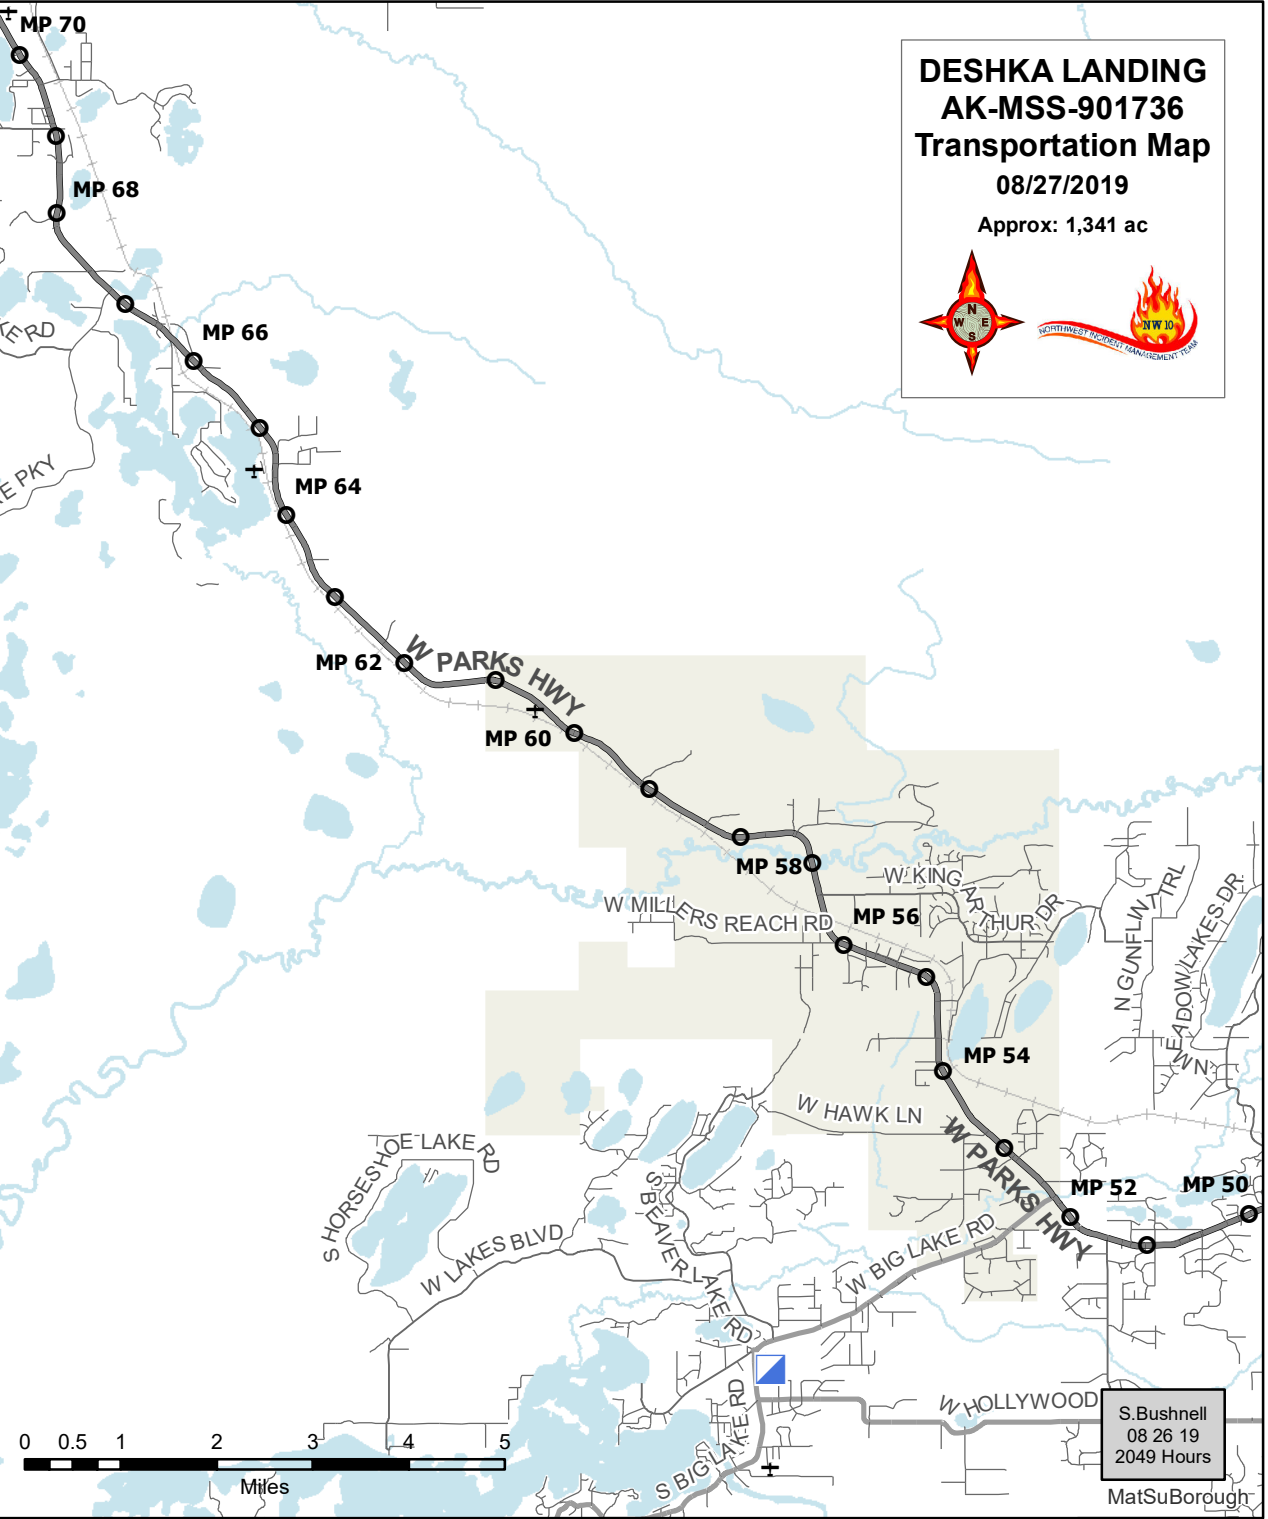 MP 70
DESHKA LANDING
AK-MSS-901736
Transportation Map
08/27/2019
Approx: 1,341 ac
N
W E
S
NW 10
NORTHWEST INCIDENT MANAGEMENT TEAM
MP 68
MP 66
TE RD
E PKY
MP 64
MP 62
W PARKS HWY
MP 60
MP 58
W KING ARTHUR DR
W MILLERS REACH RD
MP 56
N GUNFLINT TRL
EADOW LAKES DR
W N
MP 54
W HAWK LN
W PARKS HWY
MP 52
MP 50
S HORSESHOE LAKE RD
W LAKES BLVD
S BEAVER LAKE RD
W BIG LAKE RD
W HOLLYWOOD
S BIG LAKE RD
0 0.5 1 2 3 4 5
Miles
S.Bushnell
08 26 19
2049 Hours
MatSuBorough